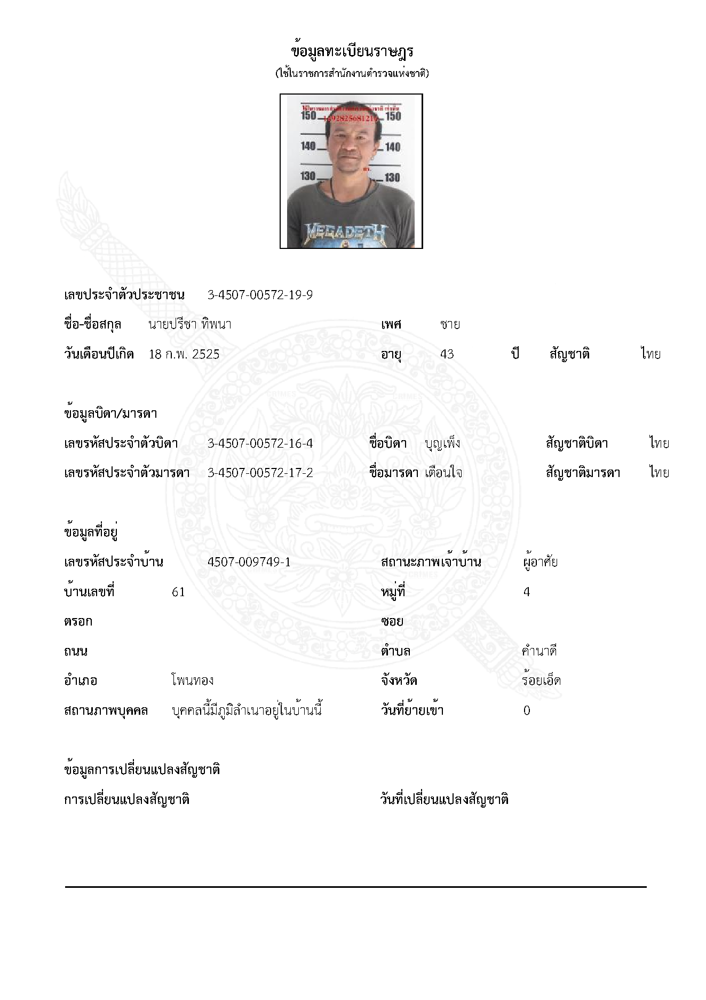 ข้อมูลทะเบียนราษฎร
(ใช้ในราชการสำนักงานตำรวจแห่งชาติ)
150 150
140 140
130 130
MEGADETH
เลขประจำตัวประชาชน 3-4507-00572-19-9
ชื่อ-ชื่อสกุล นายปรีชา ทิพนา เพศ ชาย
วันเดือนปีเกิด 18 ก.พ. 2525 อายุ 43 ปี สัญชาติ ไทย
CRIMES CRIMES
ข้อมูลบิดา/มารดา
เลขรหัสประจำตัวบิดา 3-4507-00572-16-4 ชื่อบิดา บุญเพ็ง สัญชาติบิดา ไทย
เลขรหัสประจำตัวมารดา 3-4507-00572-17-2 ชื่อมารดา เตือนใจ สัญชาติมารดา ไทย
ข้อมูลที่อยู่
เลขรหัสประจำบ้าน 4507-009749-1 สถานะภาพเจ้าบ้าน ผู้อาศัย
CRIMES CRIMES
บ้านเลขที่ 61 หมู่ที่ 4
ตรอก ซอย
ถนน ตำบล คำนาดี
อำเภอ โพนทอง จังหวัด ร้อยเอ็ด
สถานภาพบุคคล บุคคลนี้มีภูมิลำเนาอยู่ในบ้านนี้ วันที่ย้ายเข้า 0
ข้อมูลการเปลี่ยนแปลงสัญชาติ
การเปลี่ยนแปลงสัญชาติ วันที่เปลี่ยนแปลงสัญชาติ